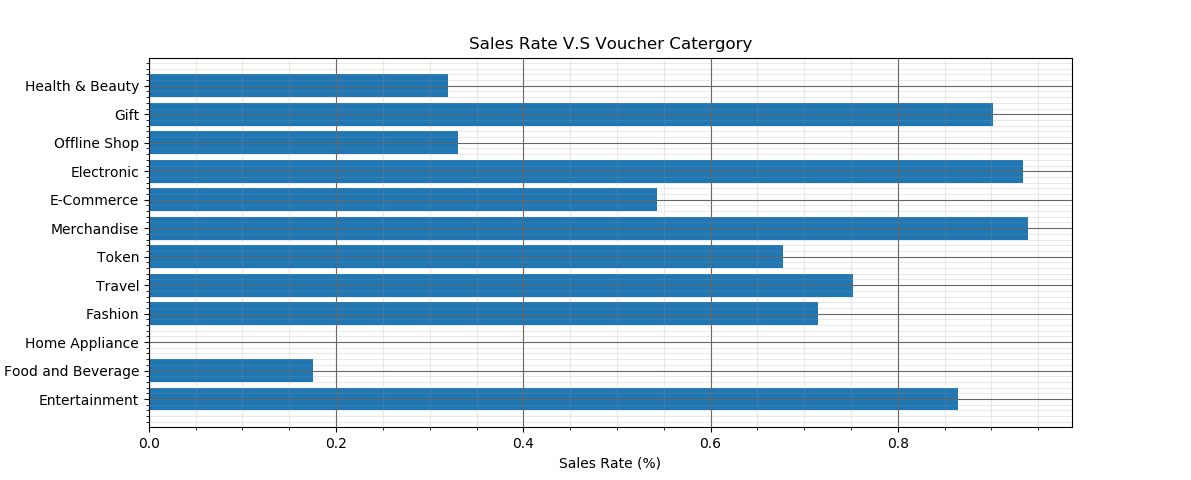 Sales Rate V.S Voucher Catergory
Health & Beauty
Gift
Offline Shop
Electronic
E-Commerce
Merchandise
Token
Travel
Fashion
Home Appliance
Food and Beverage
Entertainment
0.0 0.2 0.4 0.6 0.8
Sales Rate (%)